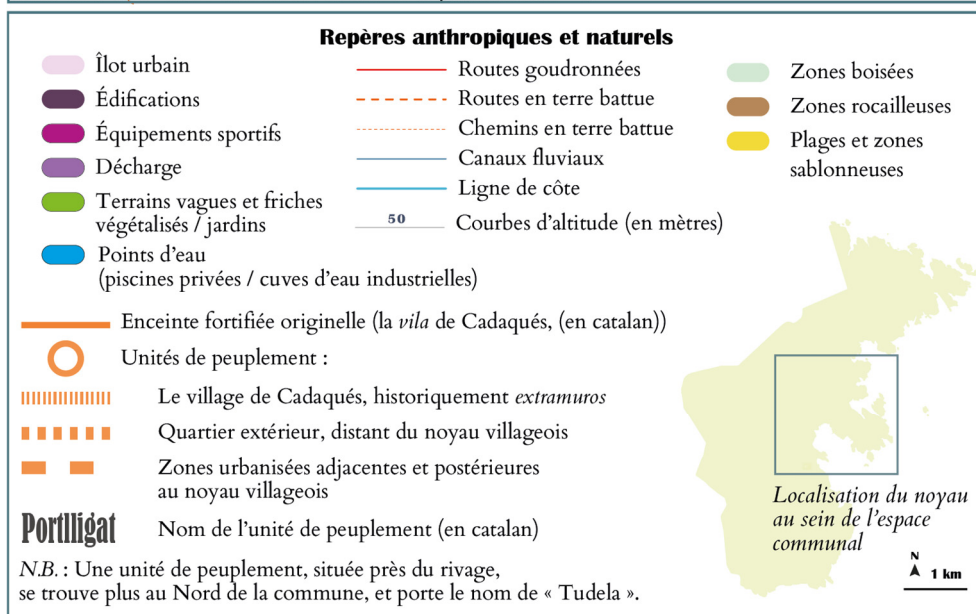 Repères anthropiques et naturels
Îlot urbain
Édifications
Équipements sportifs
Décharge
Terrains vagues et friches
végétalisés / jardins
Points d'eau
(piscines privées / cuves d'eau industrielles)
Routes goudronnées
Routes en terre battue
Chemins en terre battue
Canaux fluviaux
Ligne de côte
50
Courbes d'altitude (en mètres)
Zones boisées
Zones rocailleuses
Plages et zones
sablonneuses
Enceinte fortifiée originelle (la vila de Cadaqués, (en catalan))
Unités de peuplement :
Le village de Cadaqués, historiquement extramuros
Quartier extérieur, distant du noyau villageois
Zones urbanisées adjacentes et postérieures
au noyau villageois
Portlligat
Nom de l'unité de peuplement (en catalan)
N.B. : Une unité de peuplement, située près du rivage,
se trouve plus au Nord de la commune, et porte le nom de « Tudela ».
Localisation du noyau
au sein de l'espace
communal
N
1 km